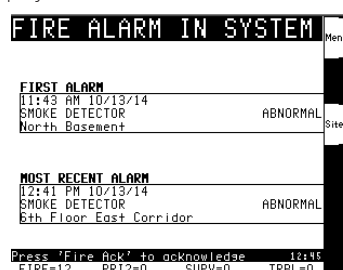 FIRE ALARM IN SYSTEM
Men
FIRST ALARM
11:43 AM 10/13/14
SMOKE DETECTOR ABNORMAL
North Basement
Site
MOST RECENT ALARM
12:41 PM 10/13/14
SMOKE DETECTOR ABNORMAL
6th Floor East Corridor
Press 'Fire Ack' to acknowledge 12:45
FIRE=12 PRI2=0 SUPV=0 TRBL=0